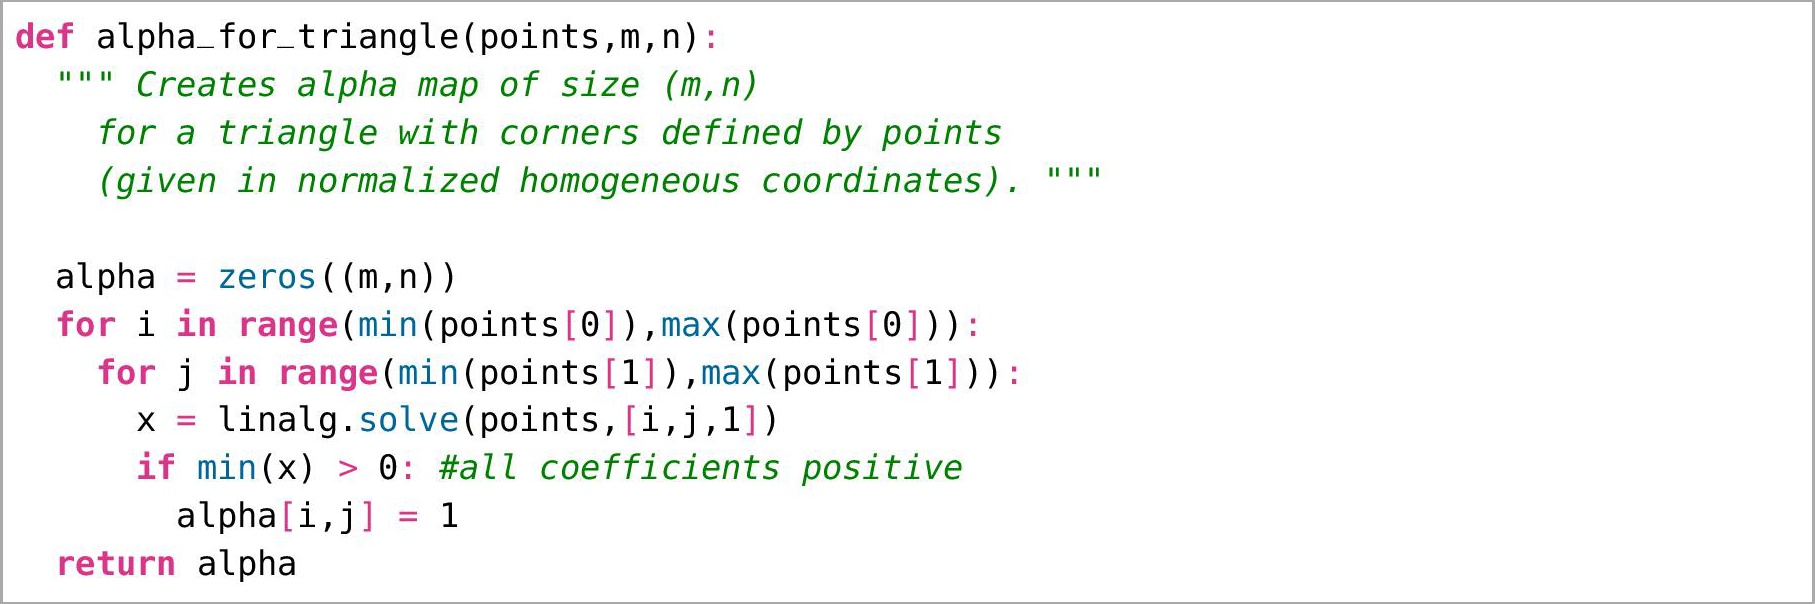 def alpha_for_triangle(points,m,n):
  """ Creates alpha map of size (m,n)
    for a triangle with corners defined by points
    (given in normalized homogeneous coordinates). """

  alpha = zeros((m,n))
  for i in range(min(points[0]),max(points[0])):
    for j in range(min(points[1]),max(points[1])):
      x = linalg.solve(points,[i,j,1])
      if min(x) > 0: #all coefficients positive
        alpha[i,j] = 1
  return alpha